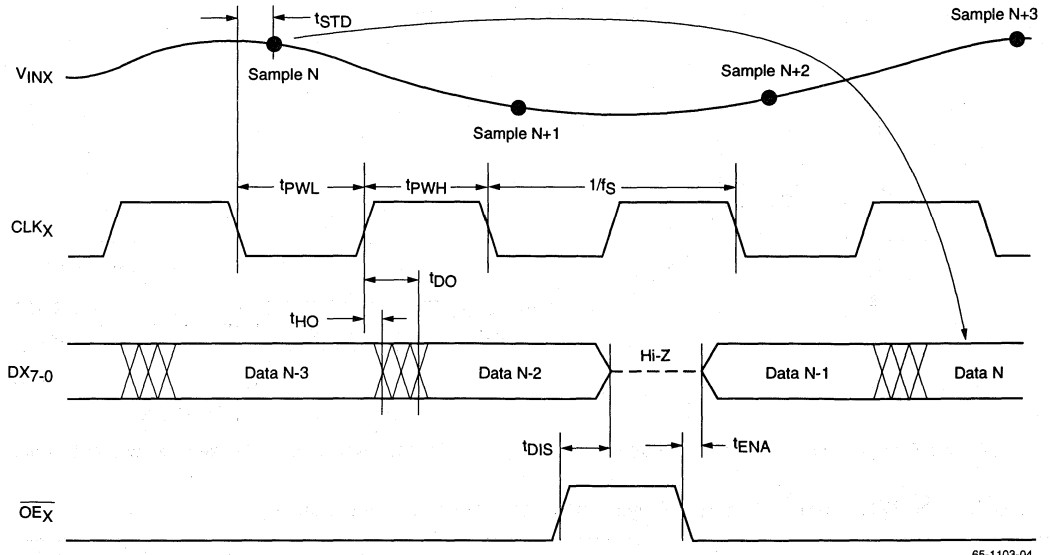 tSTD
Sample N+3
VINX
Sample N
Sample N+2
Sample N+1
tPWL
tPWH
1/fS
CLKX
tDO
tHO
DX7-0
Data N-3
Data N-2
Hi-Z
Data N-1
Data N
tDIS
tENA
OEX
65-1103-04